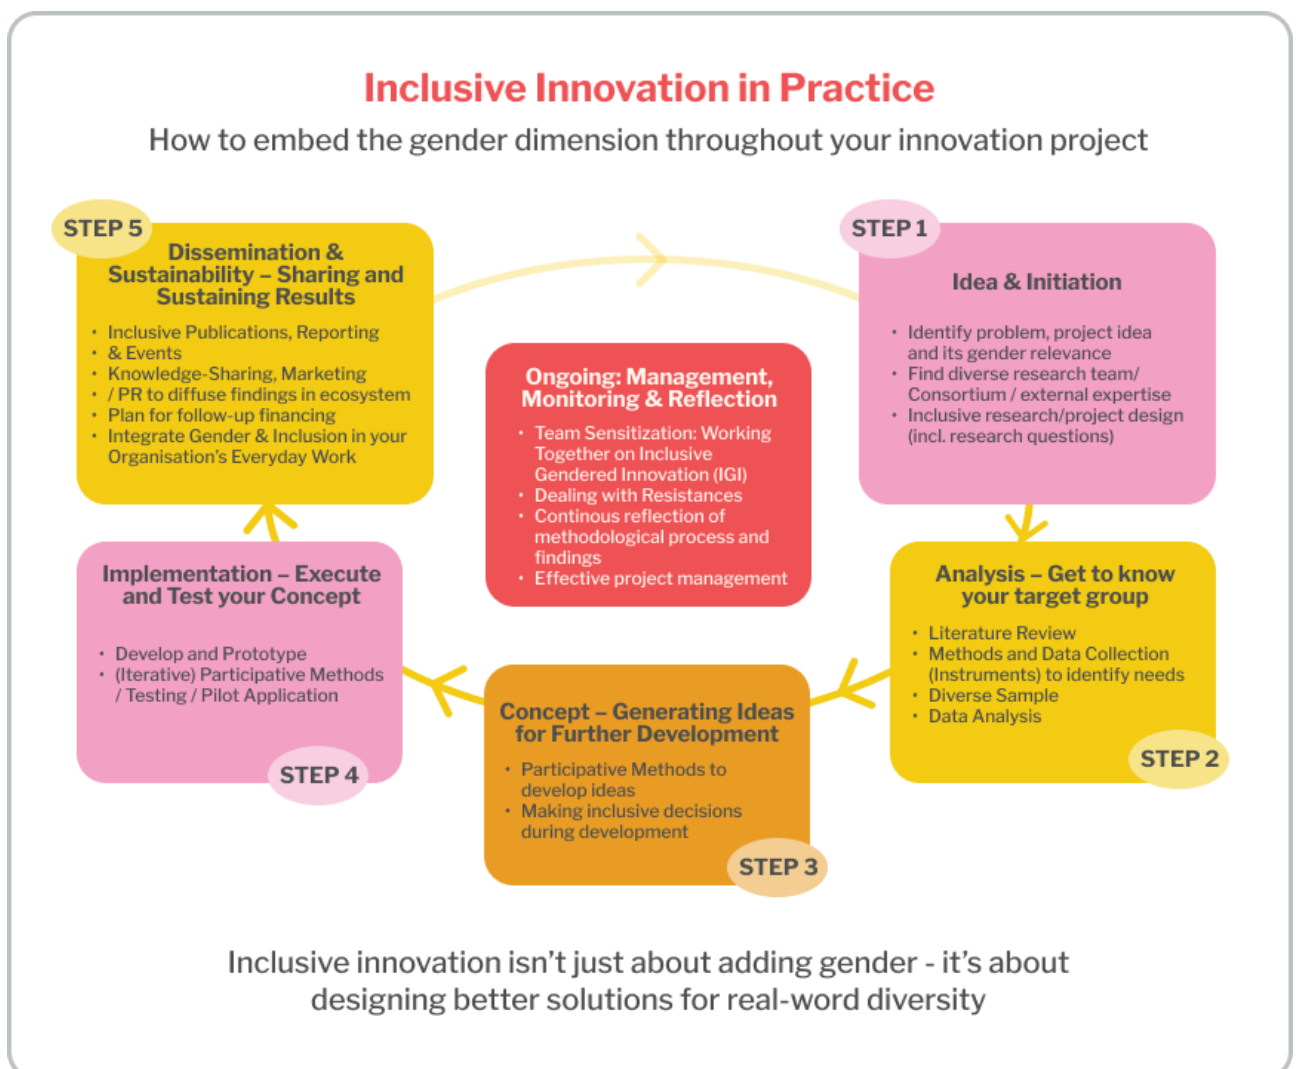 Inclusive Innovation in Practice
How to embed the gender dimension throughout your innovation project
STEP 1
Idea & Initiation
• Identify problem, project idea
and its gender relevance
• Find diverse research team/
Consortium / external expertise
• Inclusive research/project design
(incl. research questions)
Analysis – Get to know
your target group
• Literature Review
• Methods and Data Collection
(Instruments) to identify needs
• Diverse Sample
• Data Analysis
STEP 2
Concept – Generating Ideas
for Further Development
• Participative Methods to
develop ideas
• Making inclusive decisions
during development
STEP 3
Implementation – Execute
and Test your Concept
• Develop and Prototype
• (Iterative) Participative Methods
/ Testing / Pilot Application
STEP 4
STEP 5
Dissemination &
Sustainability – Sharing and
Sustaining Results
• Inclusive Publications, Reporting
• & Events
• Knowledge-Sharing, Marketing
• / PR to diffuse findings in ecosystem
• Plan for follow-up financing
• Integrate Gender & Inclusion in your
Organisation's Everyday Work
Ongoing: Management,
Monitoring & Reflection
• Team Sensitization: Working
Together on Inclusive
Gendered Innovation (IGI)
• Dealing with Resistances
• Continous reflection of
methodological process and
findings
• Effective project management
Inclusive innovation isn't just about adding gender - it's about
designing better solutions for real-word diversity